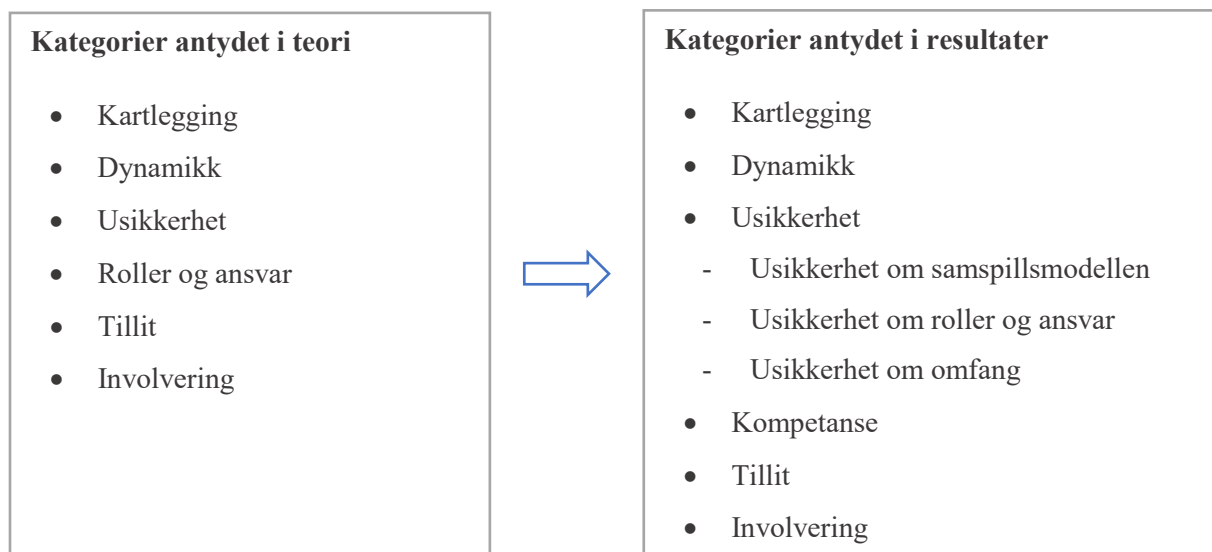 Kategorier antydet i teori
• Kartlegging
• Dynamikk
• Usikkerhet
• Roller og ansvar
• Tillit
• Involvering
Kategorier antydet i resultater
• Kartlegging
• Dynamikk
• Usikkerhet
- Usikkerhet om samspillsmodellen
- Usikkerhet om roller og ansvar
- Usikkerhet om omfang
• Kompetanse
• Tillit
• Involvering